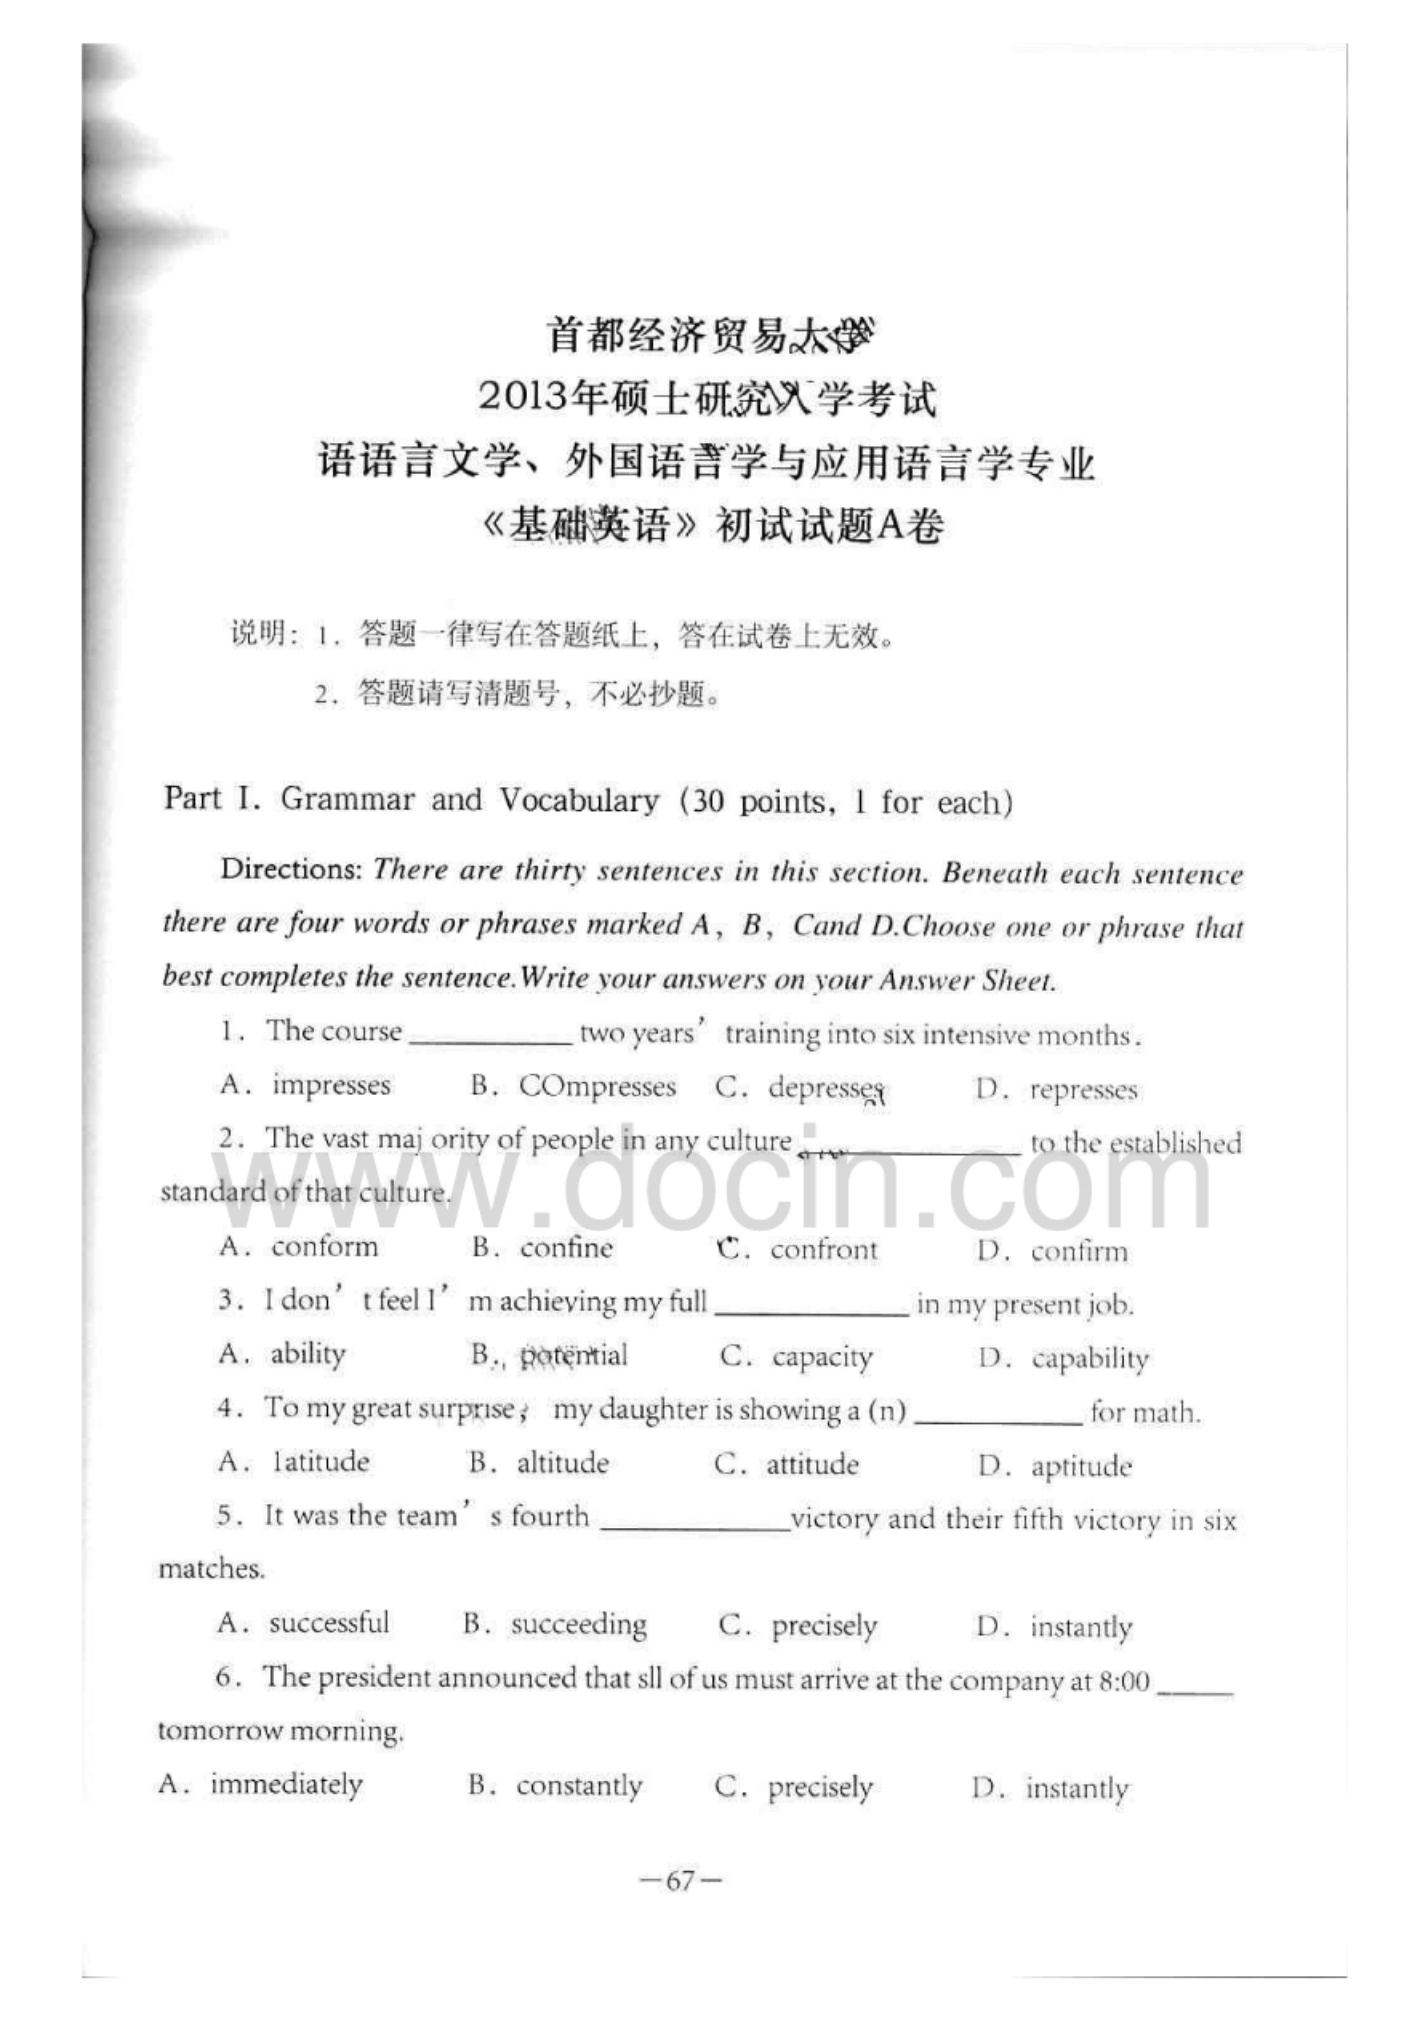 首都经济贸易大学
2013年硕士研究入学考试
语语言文学、外国语言学与应用语言学专业
《基础英语》初试试题A卷
说明：1．答题一律写在答题纸上，答在试卷上无效。
2．答题请写清题号，不必抄题。
Part I. Grammar and Vocabulary (30 points, 1 for each)
Directions: There are thirty sentences in this section. Beneath each sentence
there are four words or phrases marked A, B, Cand D.Choose one or phrase that
best completes the sentence.Write your answers on your Answer Sheet.
1. The course ________ two years' training into six intensive months.
A. impresses B. COmpresses C. depresses D. represses
2. The vast maj ority of people in any culture ________ to the established
www.docin.com
standard of that culture.
A. conform B. confine C. confront D. confirm
3. I don' t feel I' m achieving my full ________ in my present job.
A. ability B. potential C. capacity D. capability
4. To my great surprise, my daughter is showing a (n) ________ for math.
A. latitude B. altitude C. attitude D. aptitude
5. It was the team' s fourth ________victory and their fifth victory in six
matches.
A. successful B. succeeding C. precisely D. instantly
6. The president announced that sll of us must arrive at the company at 8:00 ____
tomorrow morning.
A. immediately B. constantly C. precisely D. instantly
—67—